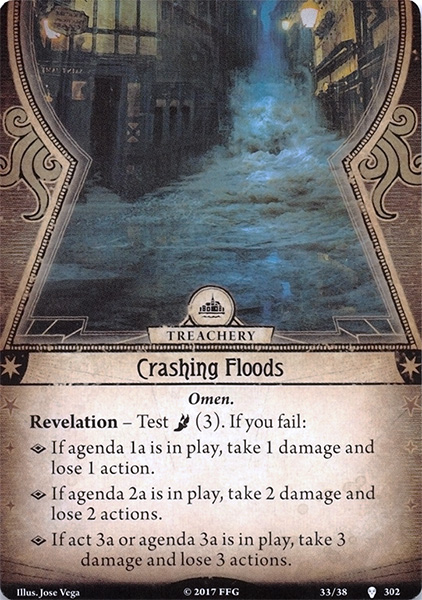 TREACHERY
Crashing Floods
Omen.
Revelation – Test (3). If you fail:
If agenda 1a is in play, take 1 damage and
lose 1 action.
If agenda 2a is in play, take 2 damage and
lose 2 actions.
If act 3a or agenda 3a is in play, take 3
damage and lose 3 actions.
Illus. Jose Vega © 2017 FFG 33/38 302